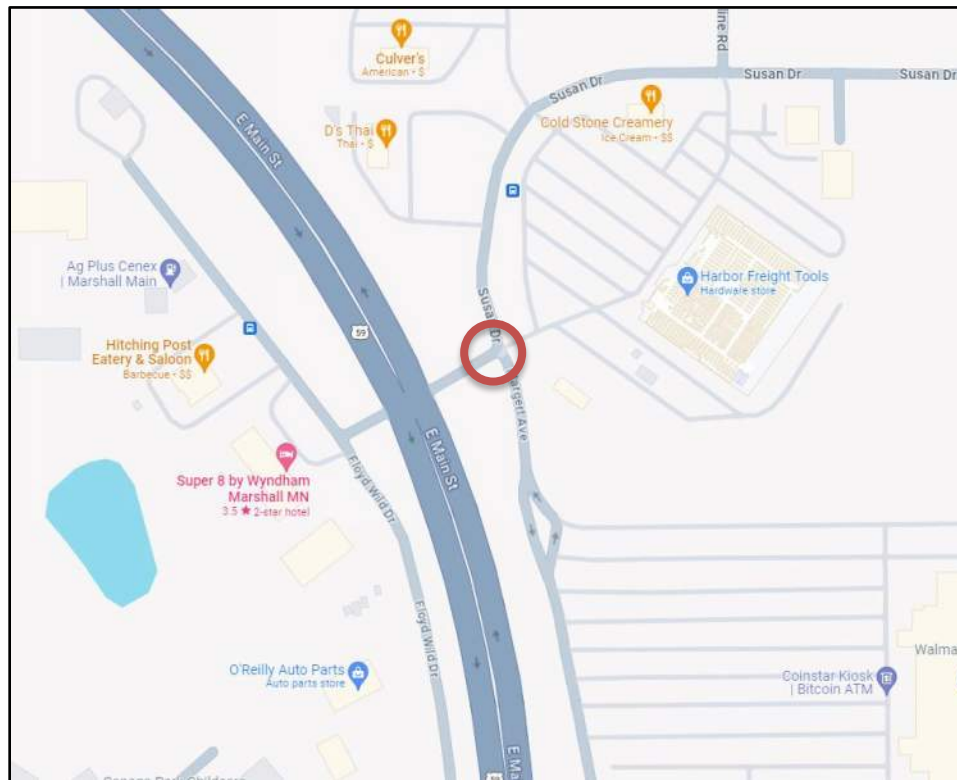 Culver's
American • $
Susan Dr
Susan Dr
Susan Dr
E Main St
D's Thai
Thai • $
Cold Stone Creamery
Ice Cream • $$
Ag Plus Cenex
| Marshall Main
Harbor Freight Tools
Hardware store
Susan Dr
59
Hitching Post
Eatery & Saloon
Barbecue • $$
E Main St
Super 8 by Wyndham
Marshall MN
3.5 ★ 2-star hotel
Floyd Wild Dr
Floyd Wild Dr
O'Reilly Auto Parts
Auto parts store
Walma
Coinstar Kiosk
| Bitcoin ATM
E Ma